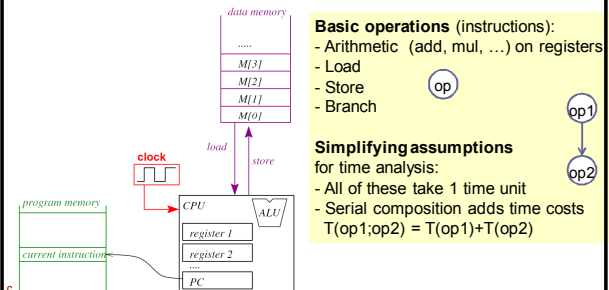 data memory
.....
M[3]
M[2]
M[1]
M[0]
load
store
clock
CPU
ALU
register 1
register 2
....
PC
program memory
current instruction
Basic operations (instructions):
- Arithmetic (add, mul, …) on registers
- Load
- Store
- Branch
op
op1
op2
Simplifying assumptions
for time analysis:
- All of these take 1 time unit
- Serial composition adds time costs
T(op1;op2) = T(op1)+T(op2)